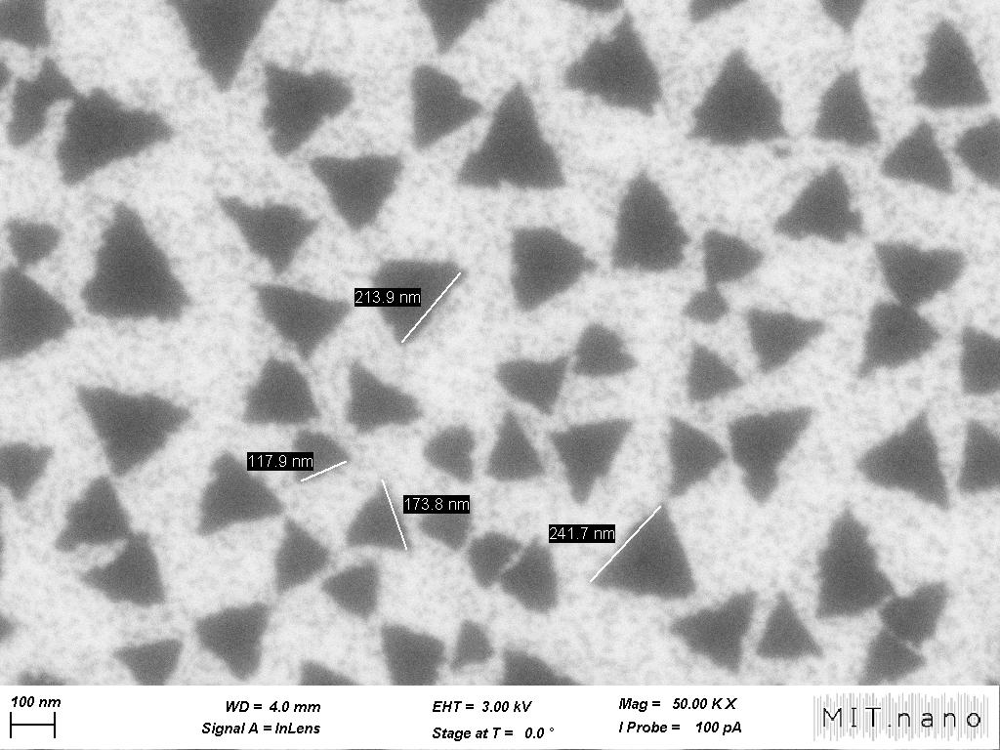 213.9 nm
117.9 nm
173.8 nm
241.7 nm
100 nm
WD = 4.0 mm
EHT = 3.00 kV
Mag = 50.00 K X
Signal A = InLens
Stage at T = 0.0 °
I Probe = 100 pA
MIT.nano